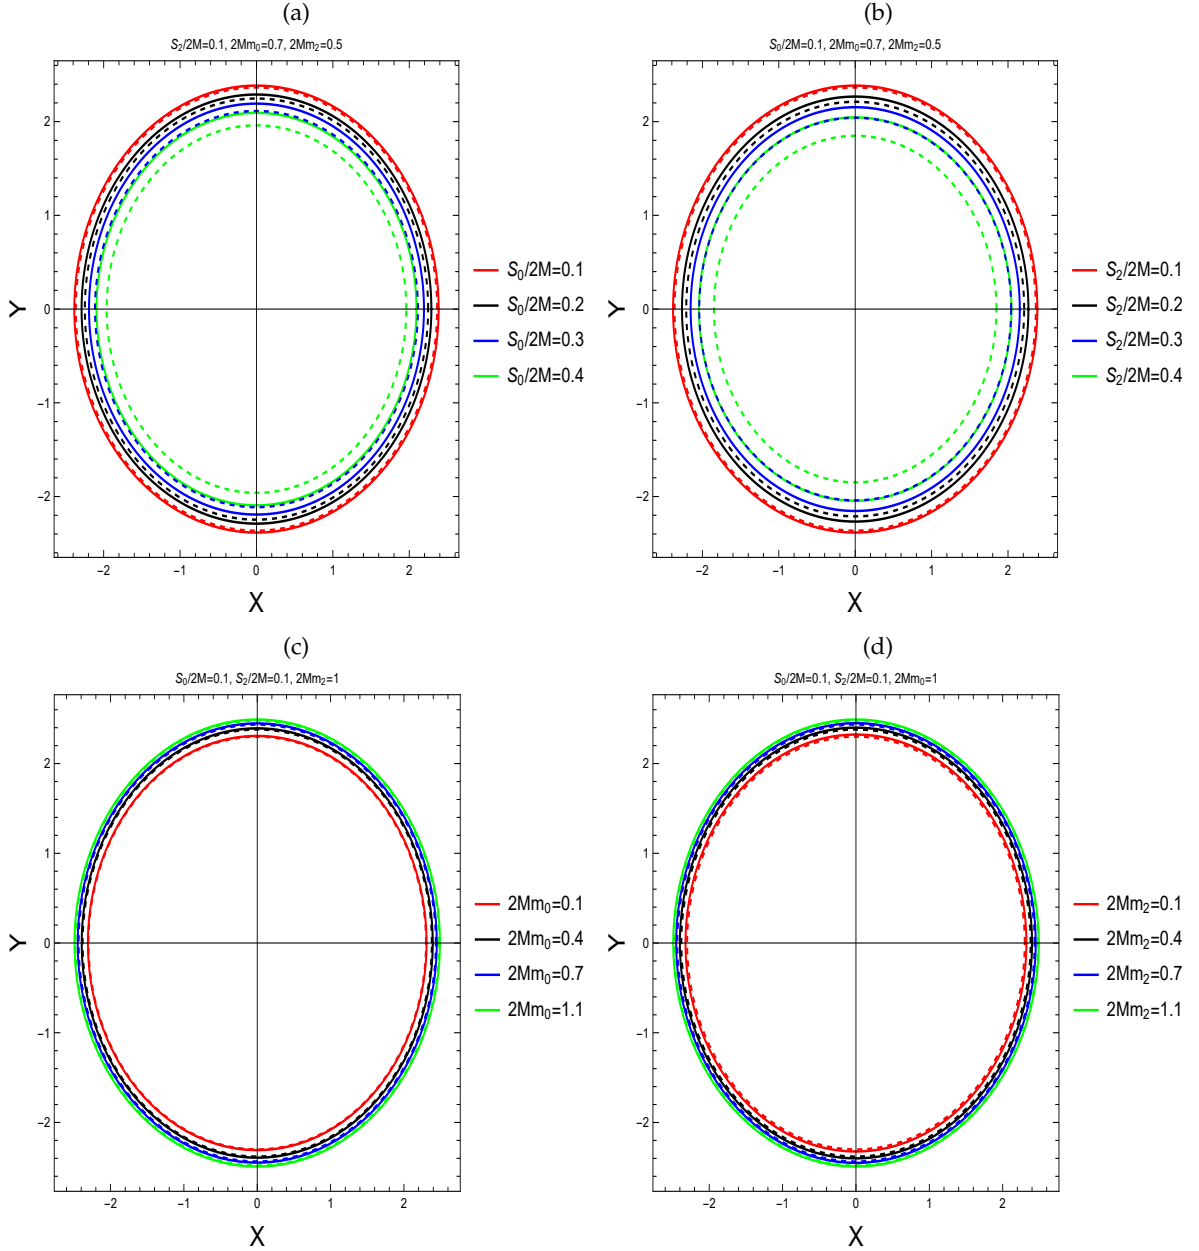 (a)
S₂/2M=0.1, 2Mm₀=0.7, 2Mm₂=0.5
2
1
0
−1
−2
Y
−2 −1 0 1 2
X
S₀/2M=0.1
S₀/2M=0.2
S₀/2M=0.3
S₀/2M=0.4
(b)
S₀/2M=0.1, 2Mm₀=0.7, 2Mm₂=0.5
2
1
0
−1
−2
Y
−2 −1 0 1 2
X
S₂/2M=0.1
S₂/2M=0.2
S₂/2M=0.3
S₂/2M=0.4
(c)
S₀/2M=0.1, S₂/2M=0.1, 2Mm₂=1
2
1
0
−1
−2
Y
−2 −1 0 1 2
X
2Mm₀=0.1
2Mm₀=0.4
2Mm₀=0.7
2Mm₀=1.1
(d)
S₀/2M=0.1, S₂/2M=0.1, 2Mm₀=1
2
1
0
−1
−2
Y
−2 −1 0 1 2
X
2Mm₂=0.1
2Mm₂=0.4
2Mm₂=0.7
2Mm₂=1.1